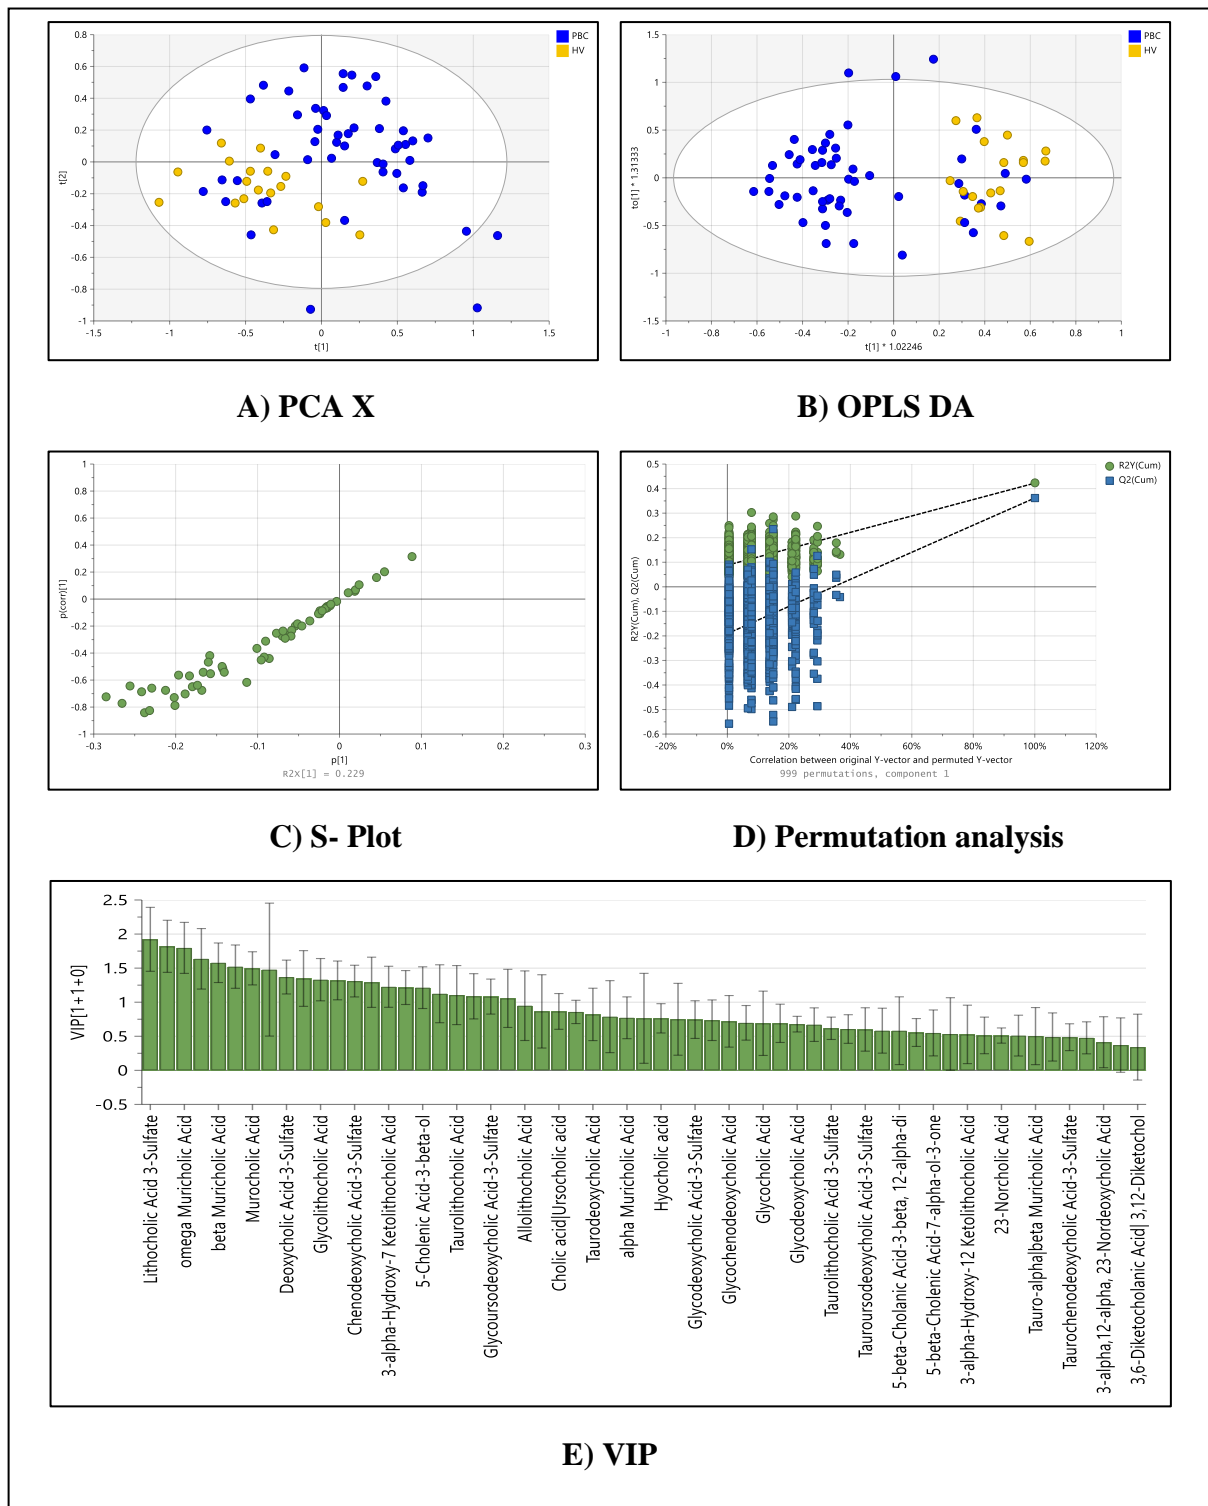 PBC
HV
0.8
0.6
0.4
0.2
0
-0.2
-0.4
-0.6
-0.8
-1
t[2]
-1.5
-1
-0.5
0
0.5
1
1.5
t[1]
A) PCA X
PBC
HV
1.5
1
0.5
0
-0.5
-1
-1.5
to[1] * 1.31333
-1
-0.8
-0.6
-0.4
-0.2
0
0.2
0.4
0.6
0.8
1
t[1] * 1.02246
B) OPLS DA
1
0.8
0.6
0.4
0.2
0
-0.2
-0.4
-0.6
-0.8
-1
p(corr)[1]
-0.3
-0.2
-0.1
0
0.1
0.2
0.3
p[1]
R2X[1] = 0.229
C) S- Plot
R2Y(Cum)
Q2(Cum)
0.5
0.4
0.3
0.2
0.1
0
-0.1
-0.2
-0.3
-0.4
-0.5
-0.6
R2Y(Cum), Q2(Cum)
-20%
0%
20%
40%
60%
80%
100%
120%
Correlation between original Y-vector and permuted Y-vector
999 permutations, component 1
D) Permutation analysis
2.5
2
1.5
1
0.5
0
-0.5
VIP[1+1+0]
Lithocholic Acid 3-Sulfate
omega Muricholic Acid
beta Muricholic Acid
Murocholic Acid
Deoxycholic Acid-3-Sulfate
Glycolithocholic Acid
Chenodeoxycholic Acid-3-Sulfate
3-alpha-Hydroxy-7 Ketolithocholic Acid
5-Cholenic Acid-3-beta-ol
Taurolithocholic Acid
Glycoursodeoxycholic Acid-3-Sulfate
Allolithocholic Acid
Cholic acid|Ursocholic acid
Taurodeoxycholic Acid
alpha Muricholic Acid
Hyocholic acid
Glycodeoxycholic Acid-3-Sulfate
Glycochenodeoxycholic Acid
Glycocholic Acid
Glycodeoxycholic Acid
Taurolithocholic Acid 3-Sulfate
Tauroursodeoxycholic Acid-3-Sulfate
5-beta-Cholanic Acid-3-beta, 12-alpha-di
5-beta-Cholenic Acid-7-alpha-ol-3-one
3-alpha-Hydroxy-12 Ketolithocholic Acid
23-Norcholic Acid
Tauro-alpha|beta Muricholic Acid
Taurochenodeoxycholic Acid-3-Sulfate
3-alpha,12-alpha, 23-Nordeoxycholic Acid
3,6-Diketocholanic Acid| 3,12-Diketochol
E) VIP